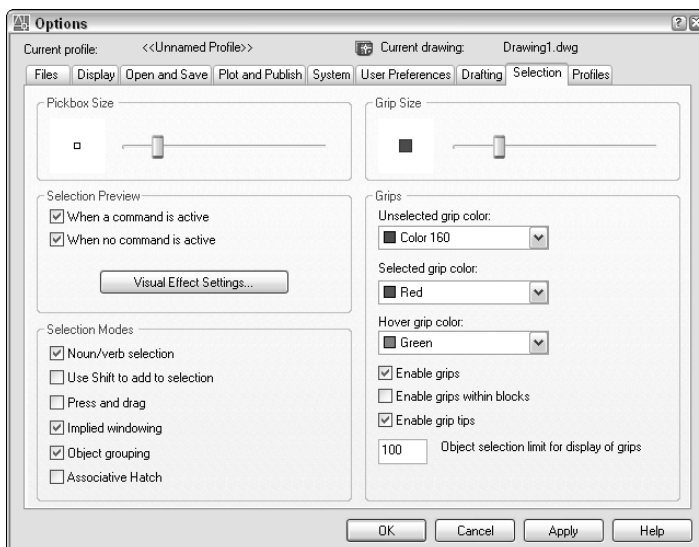 Options
Current profile: <<Unnamed Profile>> Current drawing: Drawing1.dwg
Files Display Open and Save Plot and Publish System User Preferences Drafting Selection Profiles
Pickbox Size
Grip Size
Selection Preview
When a command is active
When no command is active
Visual Effect Settings...
Selection Modes
Noun/verb selection
Use Shift to add to selection
Press and drag
Implied windowing
Object grouping
Associative Hatch
Grips
Unselected grip color:
Color 160
Selected grip color:
Red
Hover grip color:
Green
Enable grips
Enable grips within blocks
Enable grip tips
100 Object selection limit for display of grips
OK Cancel Apply Help